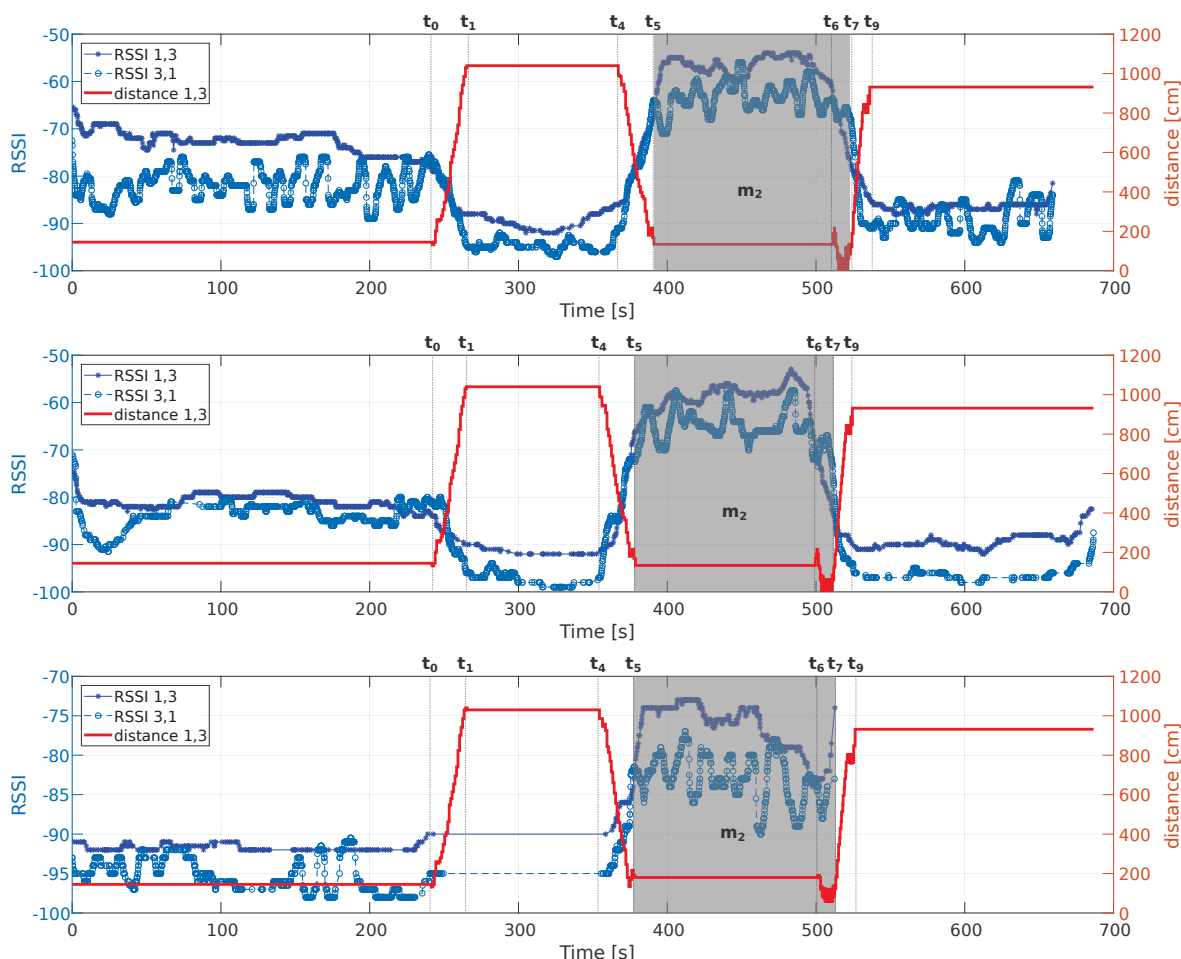 t0 t1 t4 t5 t6 t7 t9
-50 1200
RSSI 1,3
RSSI 3,1
distance 1,3
-60 1000
-70 800
600
-80 m2 400
-90 200
-100 0
RSSI
distance [cm]
0 100 200 300 400 500 600 700
Time [s]
t0 t1 t4 t5 t6 t7 t9
-50 1200
RSSI 1,3
RSSI 3,1
distance 1,3
-60 1000
-70 800
600
-80 m2 400
-90 200
-100 0
RSSI
distance [cm]
0 100 200 300 400 500 600 700
Time [s]
t0 t1 t4 t5 t6 t7 t9
-70 1200
RSSI 1,3
RSSI 3,1
distance 1,3
-75 1000
-80 800
-85 600
-90 m2 400
-95 200
-100 0
RSSI
distance [cm]
0 100 200 300 400 500 600 700
Time [s]